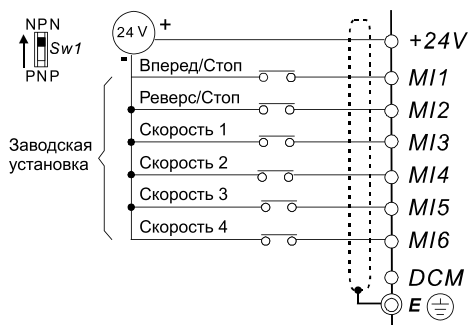 NPN
Sw1
PNP
24 V
+
-
+24V
Вперед/Стоп
MI1
Реверс/Стоп
MI2
Заводская
установка
Скорость 1
MI3
Скорость 2
MI4
Скорость 3
MI5
Скорость 4
MI6
DCM
E